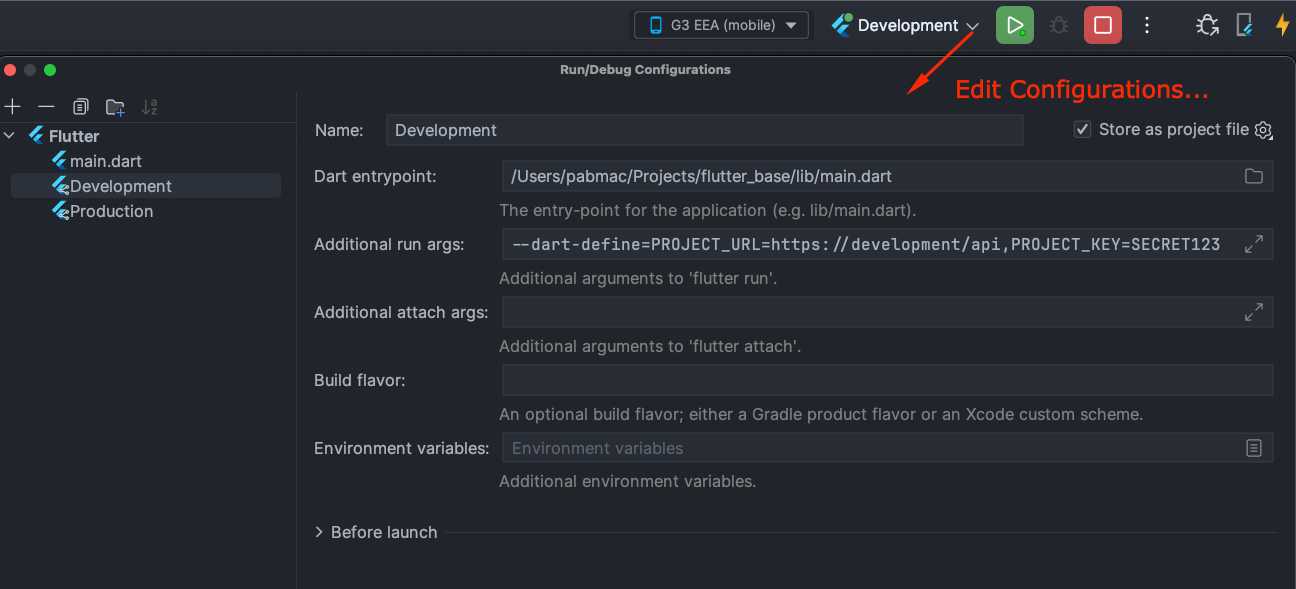 G3 EEA (mobile)
Development
Run/Debug Configurations
Edit Configurations...
Flutter
main.dart
Development
Production
Name:
Development
Store as project file
Dart entrypoint:
/Users/pabmac/Projects/flutter_base/lib/main.dart
The entry-point for the application (e.g. lib/main.dart).
Additional run args:
--dart-define=PROJECT_URL=https://development/api,PROJECT_KEY=SECRET123
Additional arguments to 'flutter run'.
Additional attach args:
Additional arguments to 'flutter attach'.
Build flavor:
An optional build flavor; either a Gradle product flavor or an Xcode custom scheme.
Environment variables:
Environment variables
Additional environment variables.
Before launch